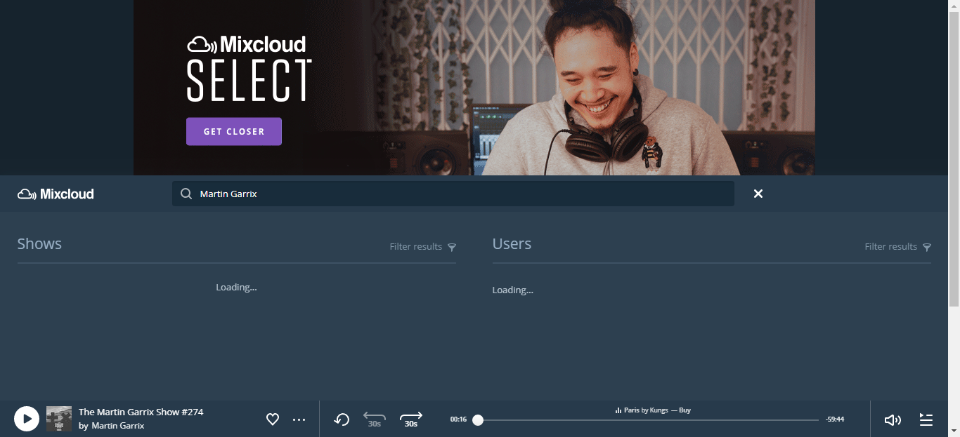 Mixcloud
SELECT
GET CLOSER
Mixcloud
Martin Garrix
Shows
Filter results
Users
Filter results
Loading...
Loading...
The Martin Garrix Show #274
by Martin Garrix
30s
30s
00:16
Paris by Kungs — Buy
-59:44